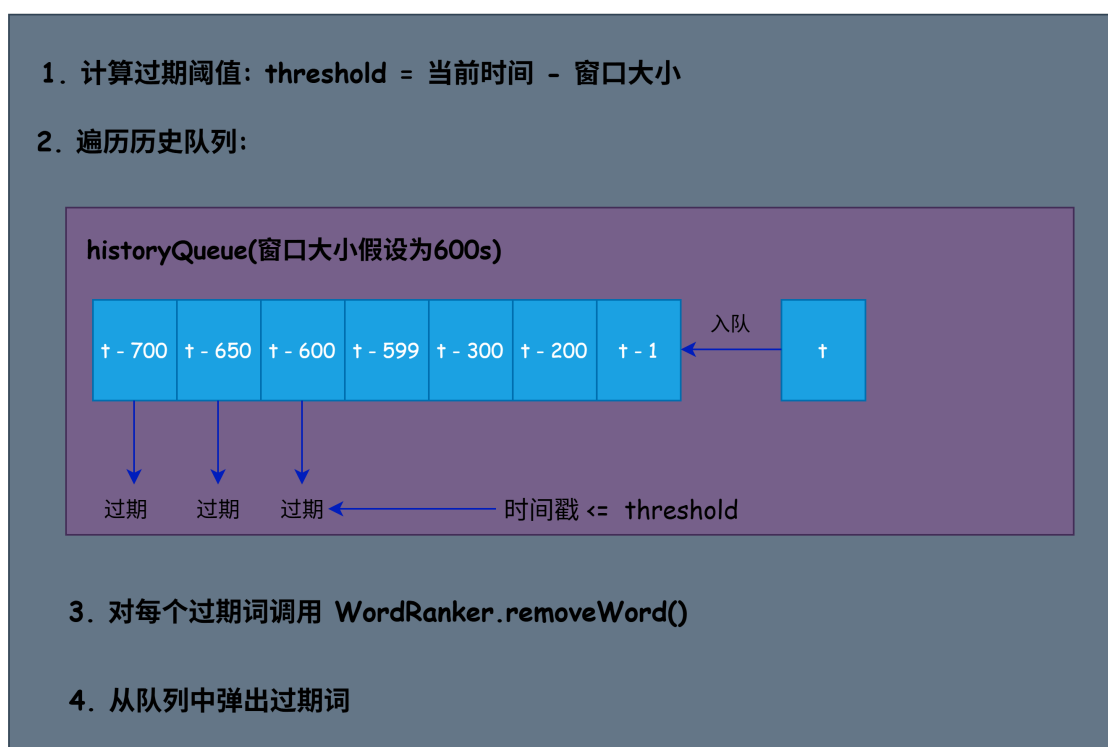 1. 计算过期阈值: threshold = 当前时间 - 窗口大小
2. 遍历历史队列:
historyQueue(窗口大小假设为600s)
t - 700 t - 650 t - 600 t - 599 t - 300 t - 200 t - 1 入队 t
过期 过期 过期 时间戳 <= threshold
3. 对每个过期词调用 WordRanker.removeWord()
4. 从队列中弹出过期词